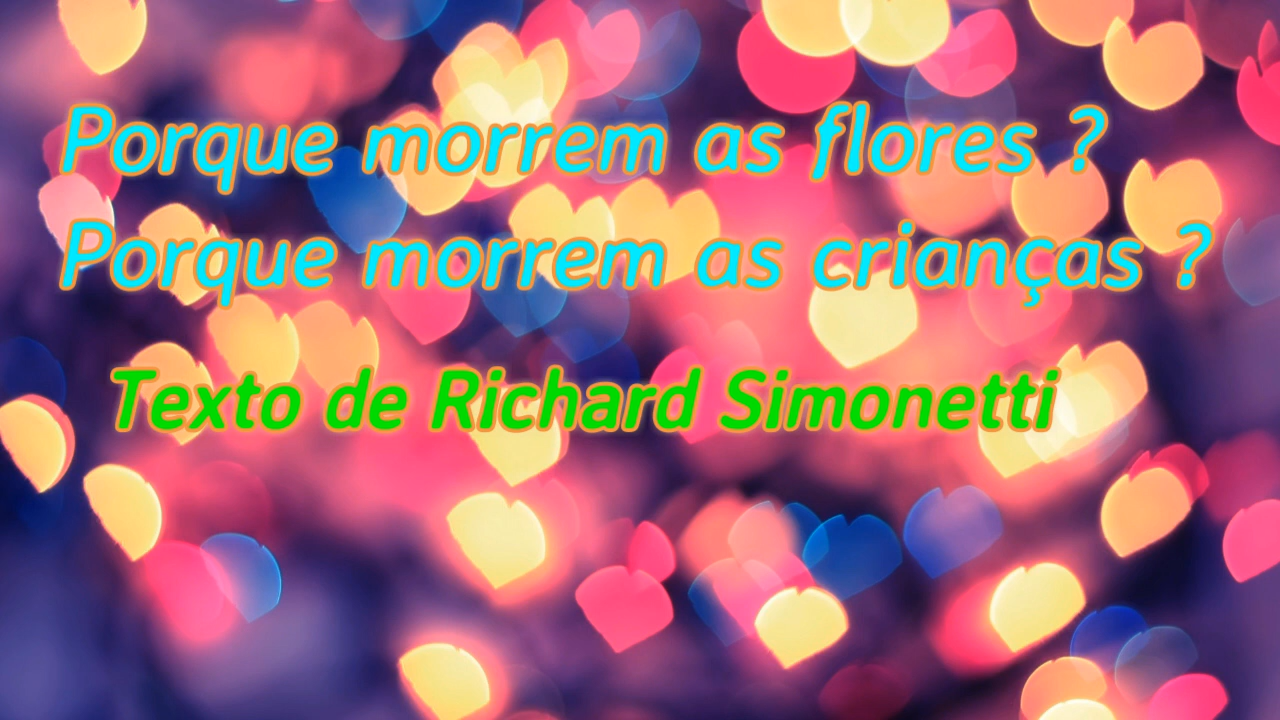 Porque morrem as flores ?
Porque morrem as crianças ?
Texto de Richard Simonetti